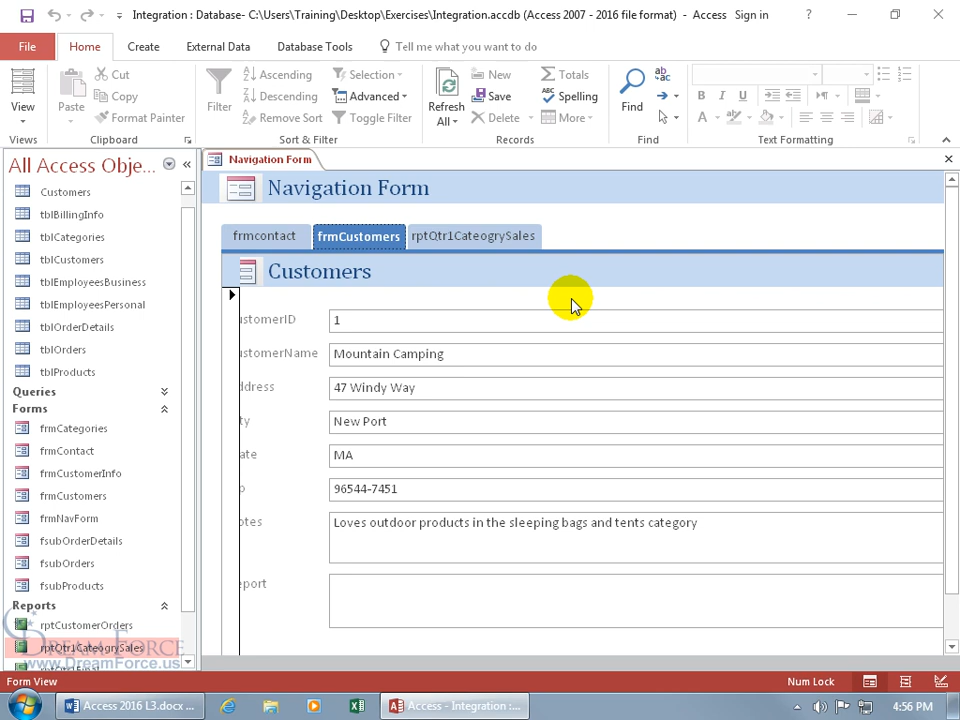 Integration : Database- C:\Users\Training\Desktop\Exercises\Integration.accdb (Access 2007 - 2016 file format) - Access Sign in ?
File Home Create External Data Database Tools Tell me what you want to do
View
Views
Paste
Cut
Copy
Format Painter
Clipboard
Filter
Ascending
Descending
Remove Sort
Selection
Advanced
Toggle Filter
Sort & Filter
Refresh
All
New
Save
Delete
Totals
Spelling
More
Records
Find
Find
B I U
A
Text Formatting
All Access Obje...
Customers
tblBillingInfo
tblCategories
tblCustomers
tblEmployeesBusiness
tblEmployeesPersonal
tblOrderDetails
tblOrders
tblProducts
Queries
Forms
frmCategories
frmContact
frmCustomerInfo
frmCustomers
frmNavForm
fsubOrderDetails
fsubOrders
fsubProducts
Reports
rptCustomerOrders
rptQtr1CateogrySales
rptQtr1Final
DREAM FORCE
www.DreamForce.us
Navigation Form
Navigation Form
frmcontact frmCustomers rptQtr1CateogrySales
Customers
ustomerID 1
ustomerName Mountain Camping
ddress 47 Windy Way
ty New Port
ate MA
p 96544-7451
otes Loves outdoor products in the sleeping bags and tents category
eport
Form View Num Lock
Access 2016 L3.docx ... Access - Integration :... 4:56 PM